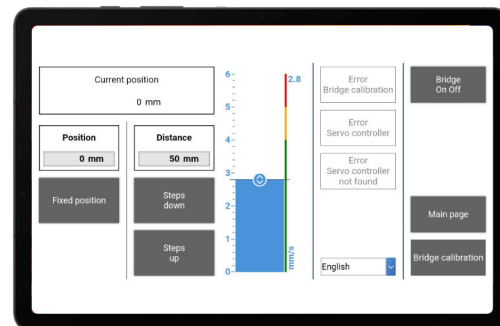 Current position
0 mm
Position
0 mm
Distance
50 mm
Fixed position
Steps
down
Steps
up
6
5
4
3
2
1
0
2.8
mm/s
Error
Bridge calibration
Error
Servo controller
Error
Servo controller
not found
English
Bridge
On Off
Main page
Bridge calibration